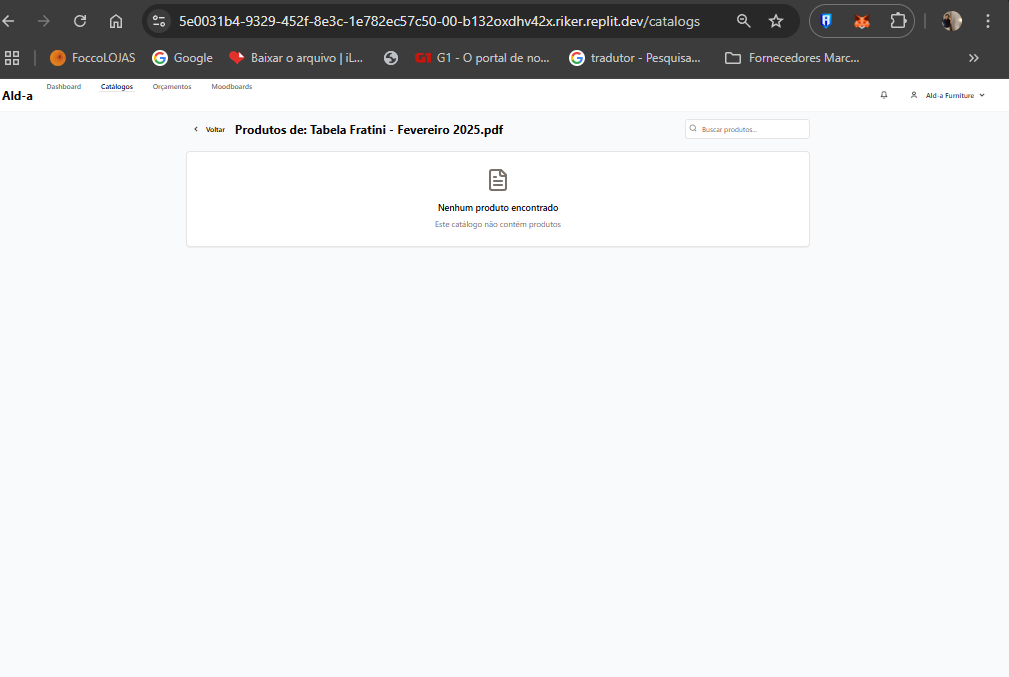 5e0031b4-9329-452f-8e3c-1e782ec57c50-00-b132oxdhv42x.riker.replit.dev/catalogs
FoccoLOJAS Google Baixar o arquivo | iL... G1 G1 - O portal de no... tradutor - Pesquisa... Fornecedores Marc...
Ald-a Dashboard Catálogos Orçamentos Moodboards Ald-a Furniture
Voltar Produtos de: Tabela Fratini - Fevereiro 2025.pdf Buscar produtos...
Nenhum produto encontrado
Este catálogo não contém produtos